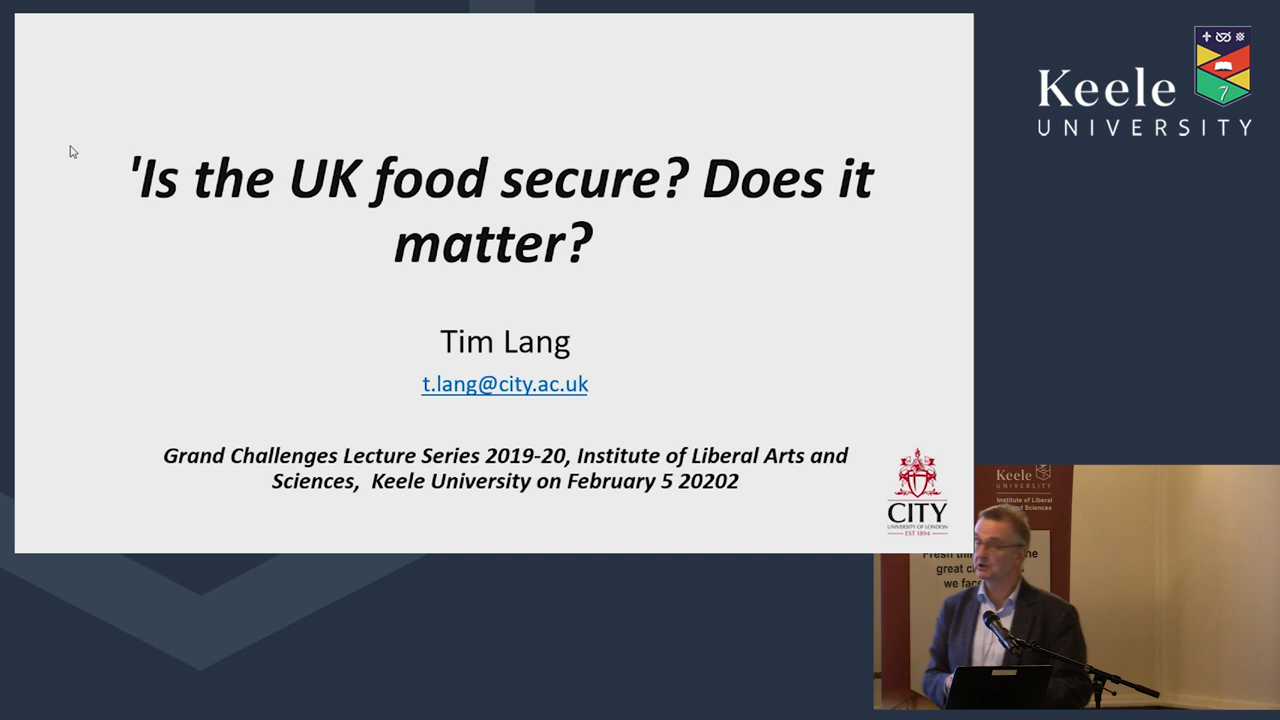 'Is the UK food secure? Does it
matter?
Tim Lang
t.lang@city.ac.uk
Grand Challenges Lecture Series 2019-20, Institute of Liberal Arts and
Sciences, Keele University on February 5 20202
CITY
UNIVERSITY OF LONDON
EST 1894
Keele
UNIVERSITY
Keele
UNIVERSITY
Institute of Liberal
Sciences
great
we